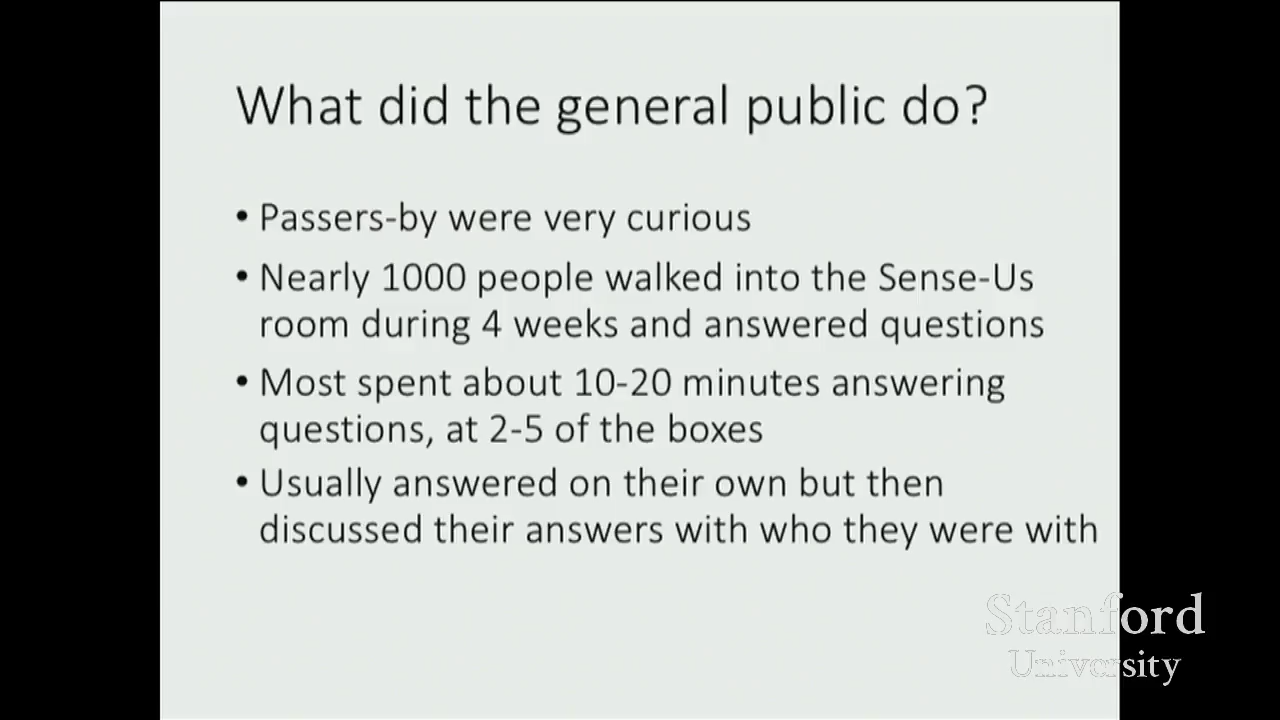 What did the general public do?
• Passers-by were very curious
• Nearly 1000 people walked into the Sense-Us
room during 4 weeks and answered questions
• Most spent about 10-20 minutes answering
questions, at 2-5 of the boxes
• Usually answered on their own but then
discussed their answers with who they were with
Stanford
University